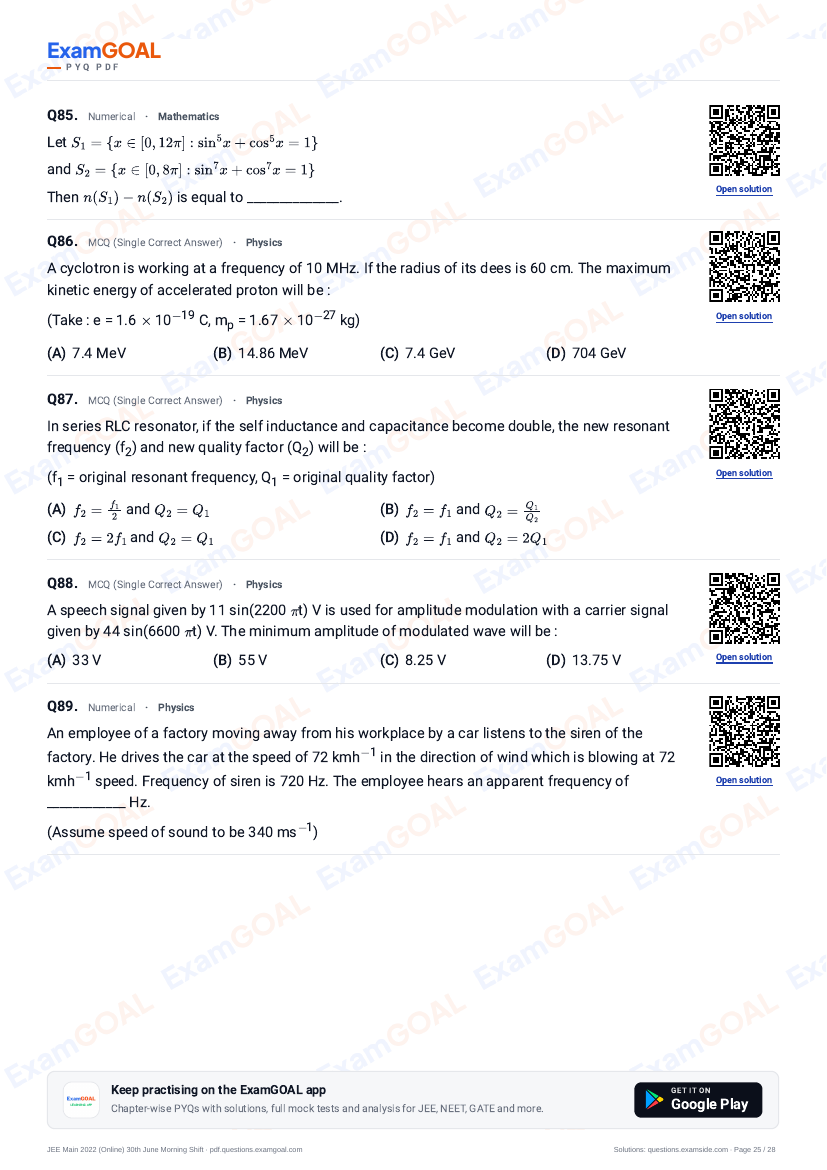 ExamGOAL
PYQ PDF
Q85. Numerical · Mathematics
Let S₁ = {x ∈ [0, 12π] : sin⁵x + cos⁵x = 1}
and S₂ = {x ∈ [0, 8π] : sin⁷x + cos⁷x = 1}
Then n(S₁) − n(S₂) is equal to ______________.
Open solution
Q86. MCQ (Single Correct Answer) · Physics
A cyclotron is working at a frequency of 10 MHz. If the radius of its dees is 60 cm. The maximum
kinetic energy of accelerated proton will be :
(Take : e = 1.6 × 10⁻¹⁹ C, mₚ = 1.67 × 10⁻²⁷ kg)
(A) 7.4 MeV (B) 14.86 MeV (C) 7.4 GeV (D) 704 GeV
Open solution
Q87. MCQ (Single Correct Answer) · Physics
In series RLC resonator, if the self inductance and capacitance become double, the new resonant
frequency (f₂) and new quality factor (Q₂) will be :
(f₁ = original resonant frequency, Q₁ = original quality factor)
(A) f₂ = f₁/2 and Q₂ = Q₁ (B) f₂ = f₁ and Q₂ = Q₁/Q₂
(C) f₂ = 2f₁ and Q₂ = Q₁ (D) f₂ = f₁ and Q₂ = 2Q₁
Open solution
Q88. MCQ (Single Correct Answer) · Physics
A speech signal given by 11 sin(2200 πt) V is used for amplitude modulation with a carrier signal
given by 44 sin(6600 πt) V. The minimum amplitude of modulated wave will be :
(A) 33 V (B) 55 V (C) 8.25 V (D) 13.75 V
Open solution
Q89. Numerical · Physics
An employee of a factory moving away from his workplace by a car listens to the siren of the
factory. He drives the car at the speed of 72 kmh⁻¹ in the direction of wind which is blowing at 72
kmh⁻¹ speed. Frequency of siren is 720 Hz. The employee hears an apparent frequency of
____________ Hz.
(Assume speed of sound to be 340 ms⁻¹)
Open solution
ExamGOAL
Keep practising on the ExamGOAL app
Chapter-wise PYQs with solutions, full mock tests and analysis for JEE, NEET, GATE and more.
GET IT ON
Google Play
JEE Main 2022 (Online) 30th June Morning Shift · pdf.questions.examgoal.com
Solutions: questions.examside.com · Page 25 / 28